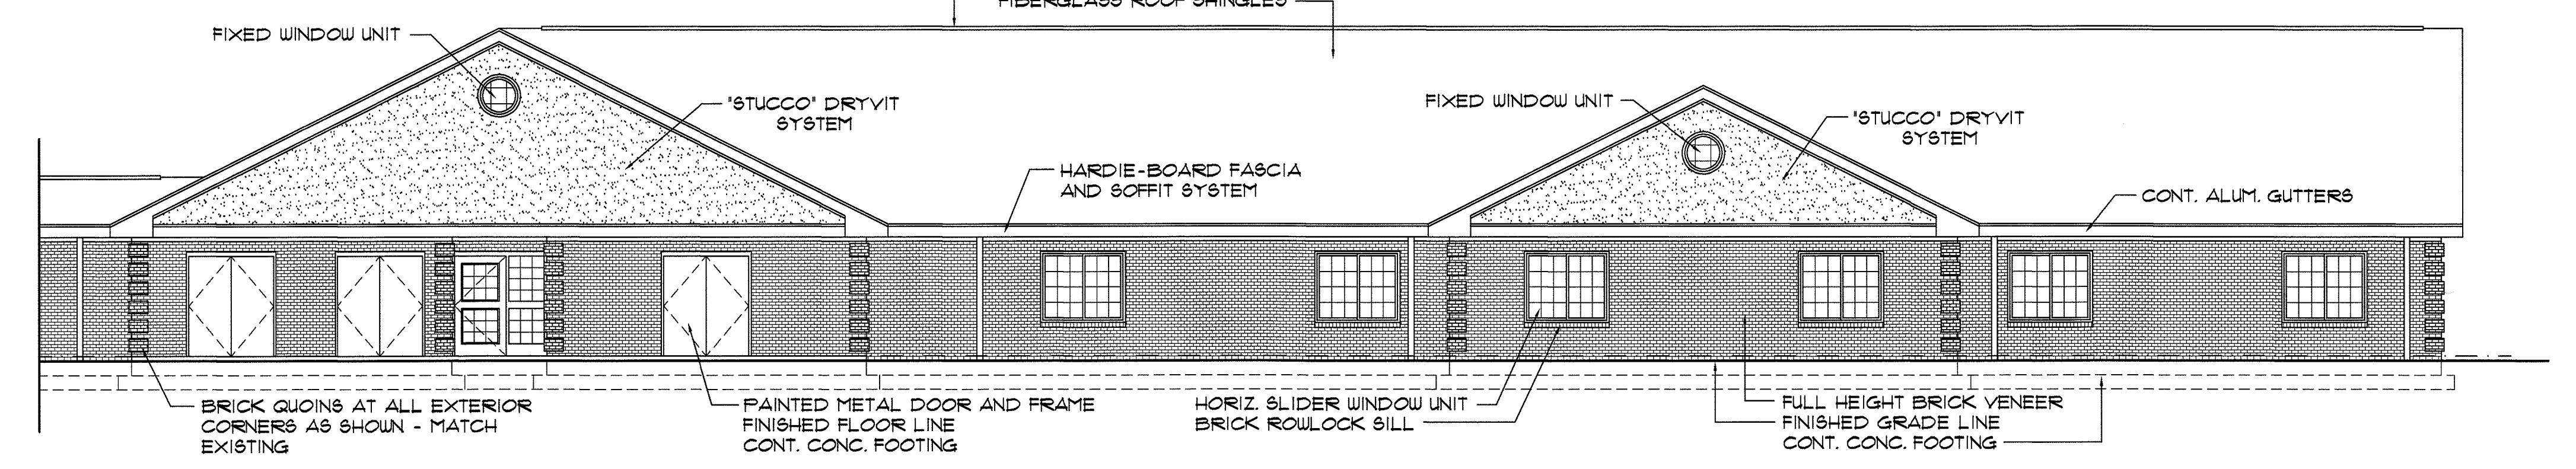 FIBERGLASS ROOF SHINGLES
FIXED WINDOW UNIT
"STUCCO" DRYVIT
SYSTEM
FIXED WINDOW UNIT
"STUCCO" DRYVIT
SYSTEM
HARDIE-BOARD FASCIA
AND SOFFIT SYSTEM
CONT. ALUM. GUTTERS
BRICK QUOINS AT ALL EXTERIOR
CORNERS AS SHOWN - MATCH
EXISTING
PAINTED METAL DOOR AND FRAME
FINISHED FLOOR LINE
CONT. CONC. FOOTING
HORIZ. SLIDER WINDOW UNIT
BRICK ROWLOCK SILL
FULL HEIGHT BRICK VENEER
FINISHED GRADE LINE
CONT. CONC. FOOTING